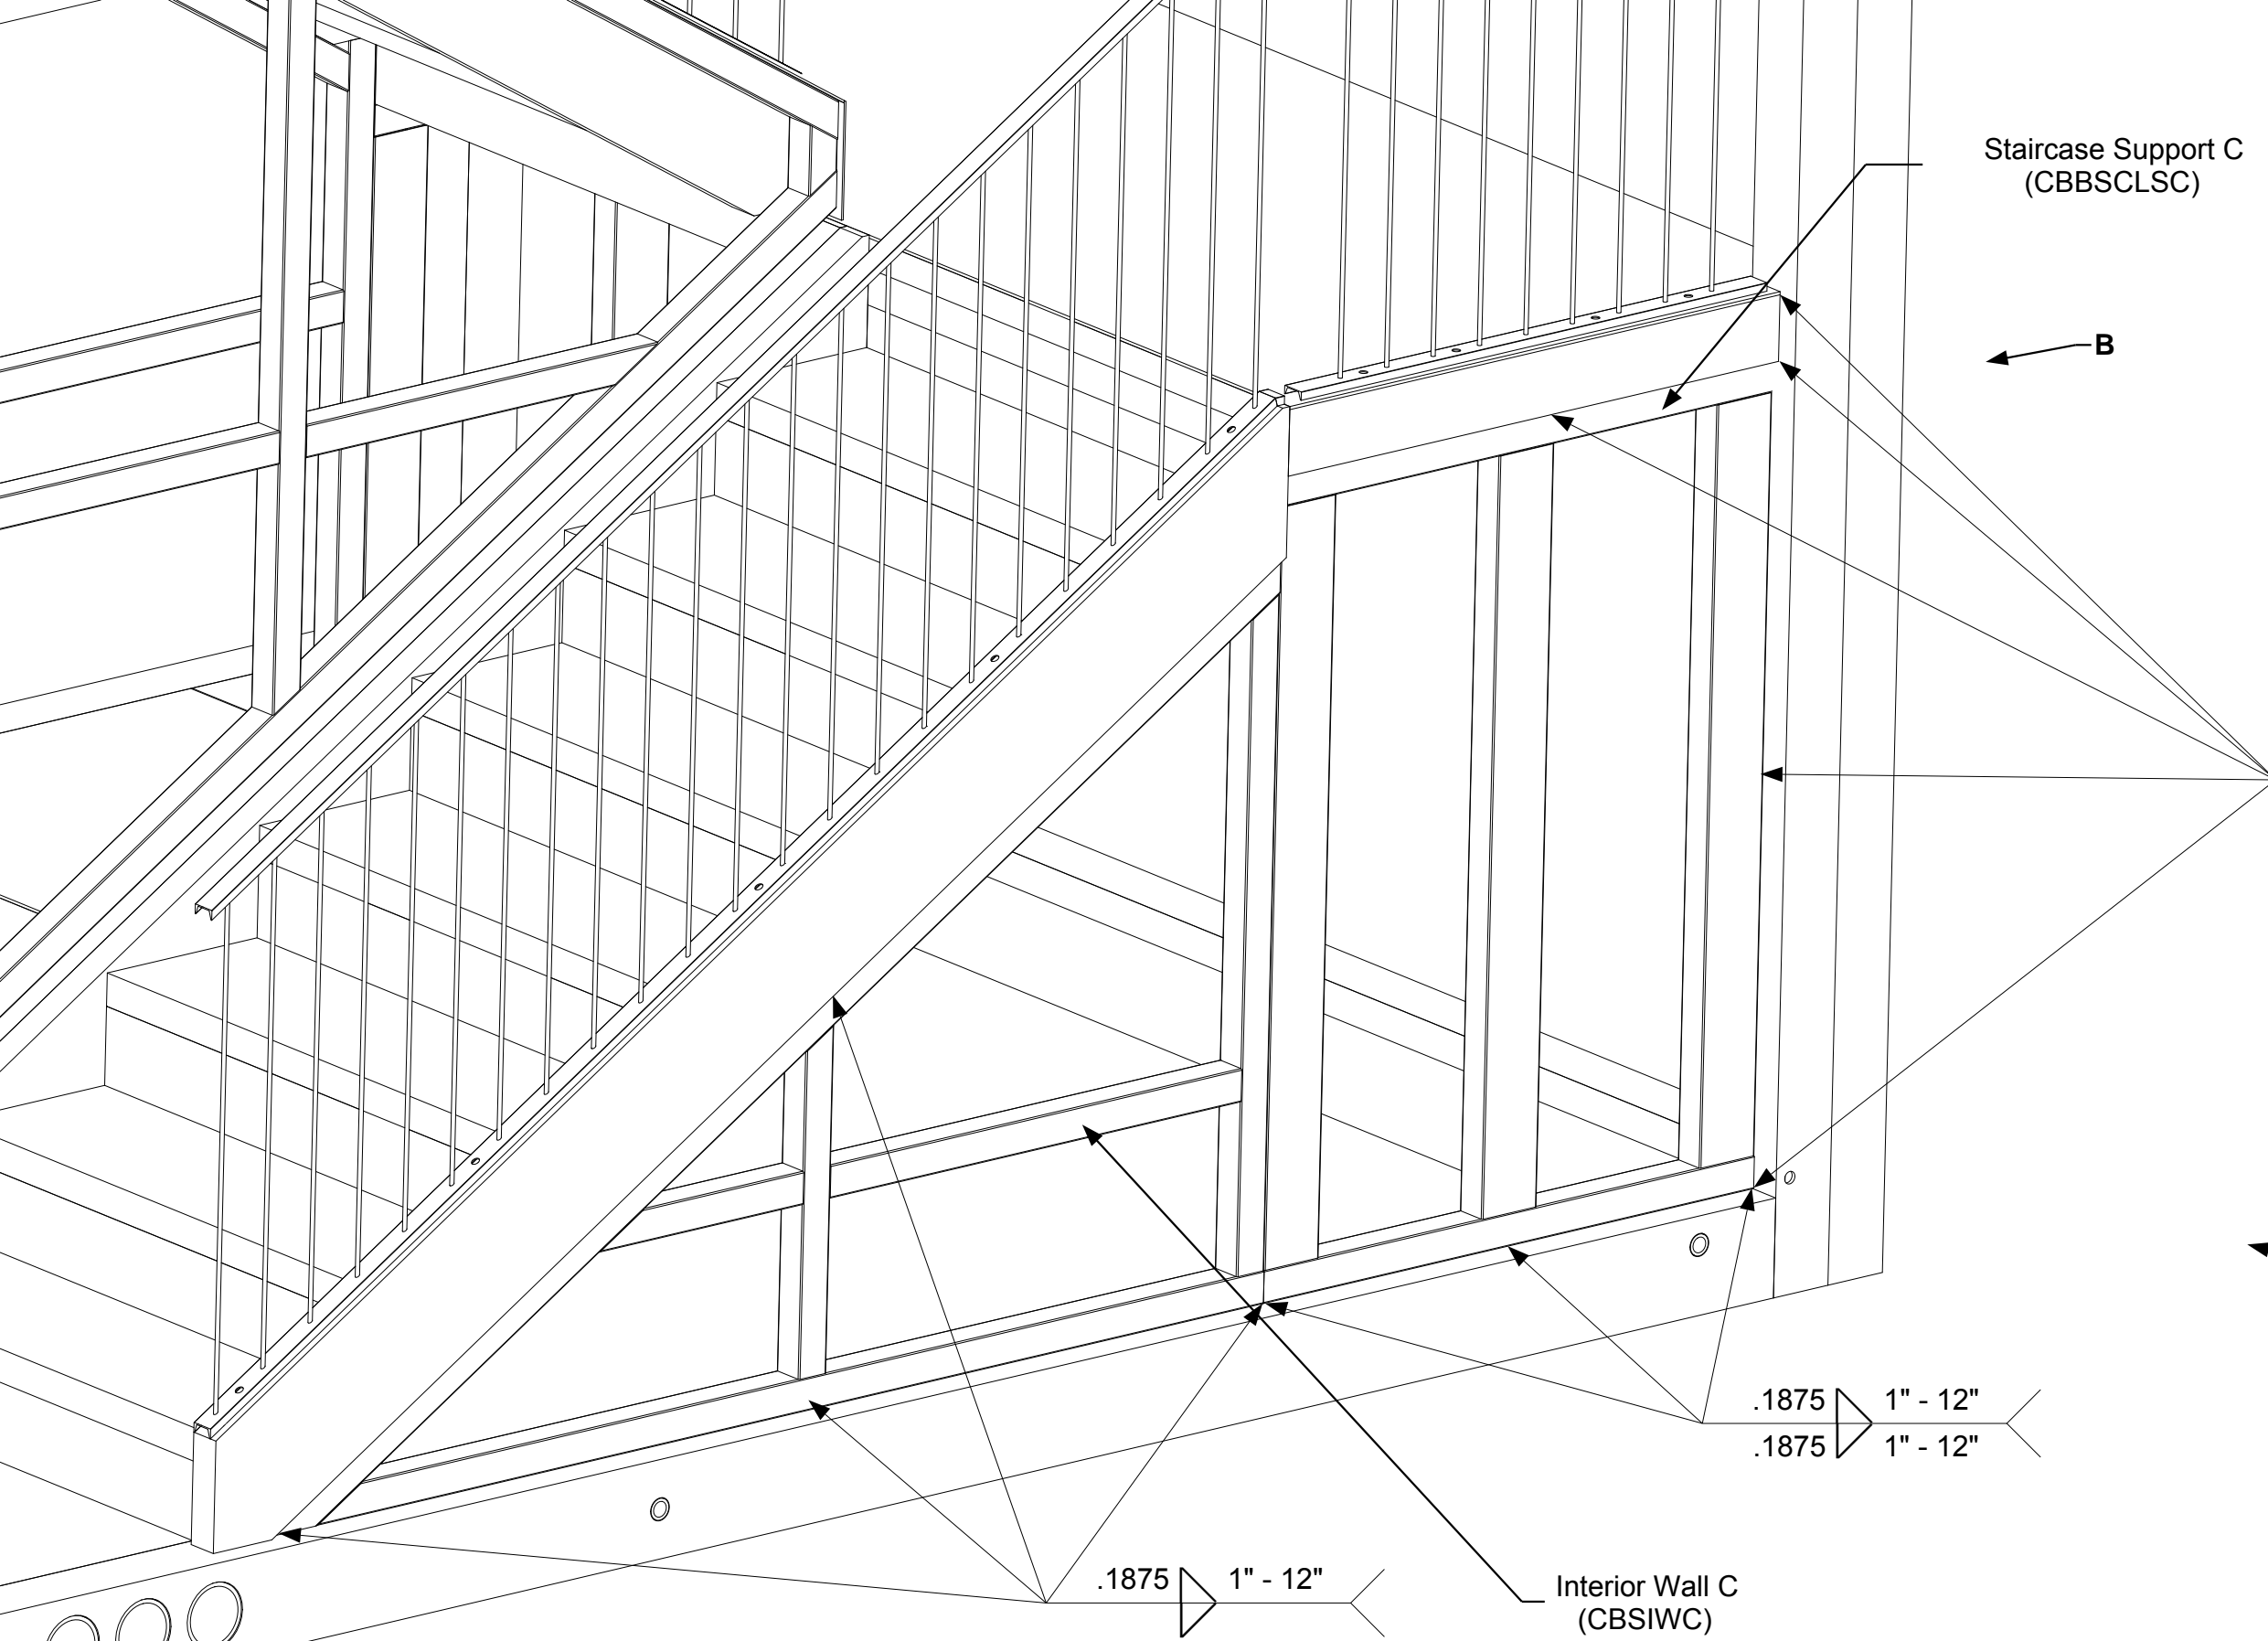 Staircase Support C
(CBBSCLSC)
B
.1875 1" - 12"
.1875 1" - 12"
.1875 1" - 12"
Interior Wall C
(CBSIWC)